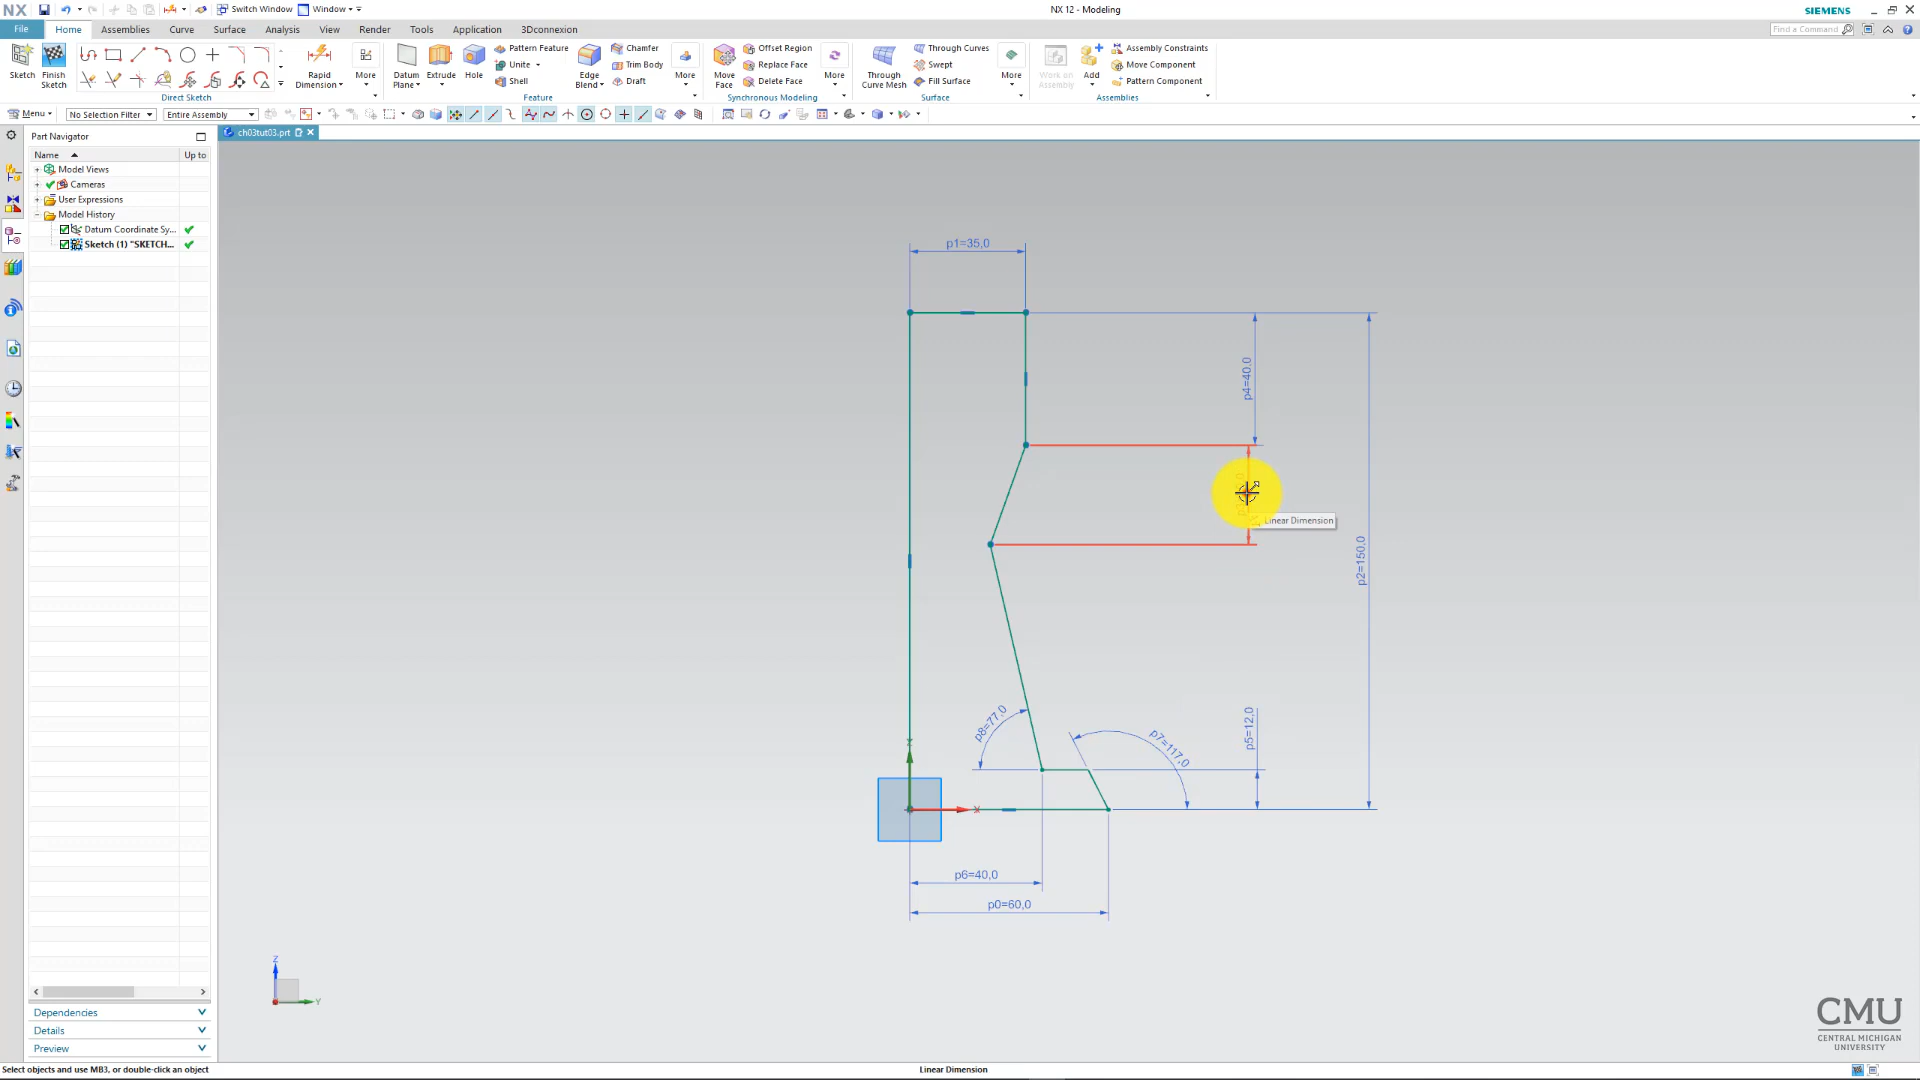 NX
Switch Window
Window
NX 12 - Modeling
SIEMENS
File
Home
Assemblies
Curve
Surface
Analysis
View
Render
Tools
Application
3Dconnexion
Find a Command
Sketch
Finish Sketch
Direct Sketch
Rapid Dimension
More
Datum Plane
Extrude
Hole
Pattern Feature
Unite
Shell
Edge Blend
Chamfer
Trim Body
Draft
More
Feature
Move Face
Offset Region
Replace Face
Delete Face
More
Synchronous Modeling
Through Curve Mesh
Through Curves
Swept
Fill Surface
More
Surface
Work on Assembly
Add
Assembly Constraints
Move Component
Pattern Component
Assemblies
Menu
No Selection Filter
Entire Assembly
Part Navigator
ch03tut03.prt
Name
Up to
Model Views
Cameras
User Expressions
Model History
Datum Coordinate Sy...
Sketch (1) "SKETCH...
p1=35,0
p4=40,0
Linear Dimension
p2=150,0
p8=77,0
p7=117,0
p5=12,0
Z
X
p6=40,0
p0=60,0
Z
Y
Dependencies
Details
Preview
CMU
CENTRAL MICHIGAN
UNIVERSITY
Select objects and use MB3, or double-click an object
Linear Dimension